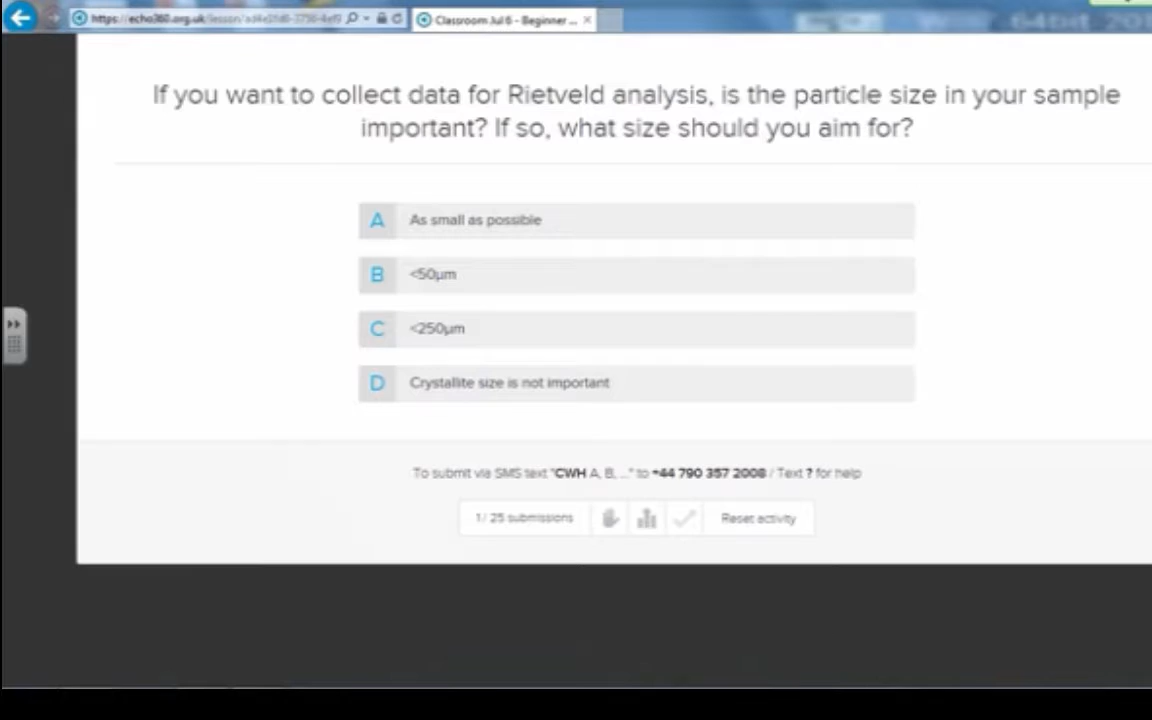 Classroom Jul 6 - Beginner ...
If you want to collect data for Rietveld analysis, is the particle size in your sample
important? If so, what size should you aim for?
A As small as possible
B <50µm
C <250µm
D Crystallite size is not important
To submit via SMS text "CWH A, B, ..." to +44 790 357 2008 / Text ? for help
1 / 25 submissions
Reset activity